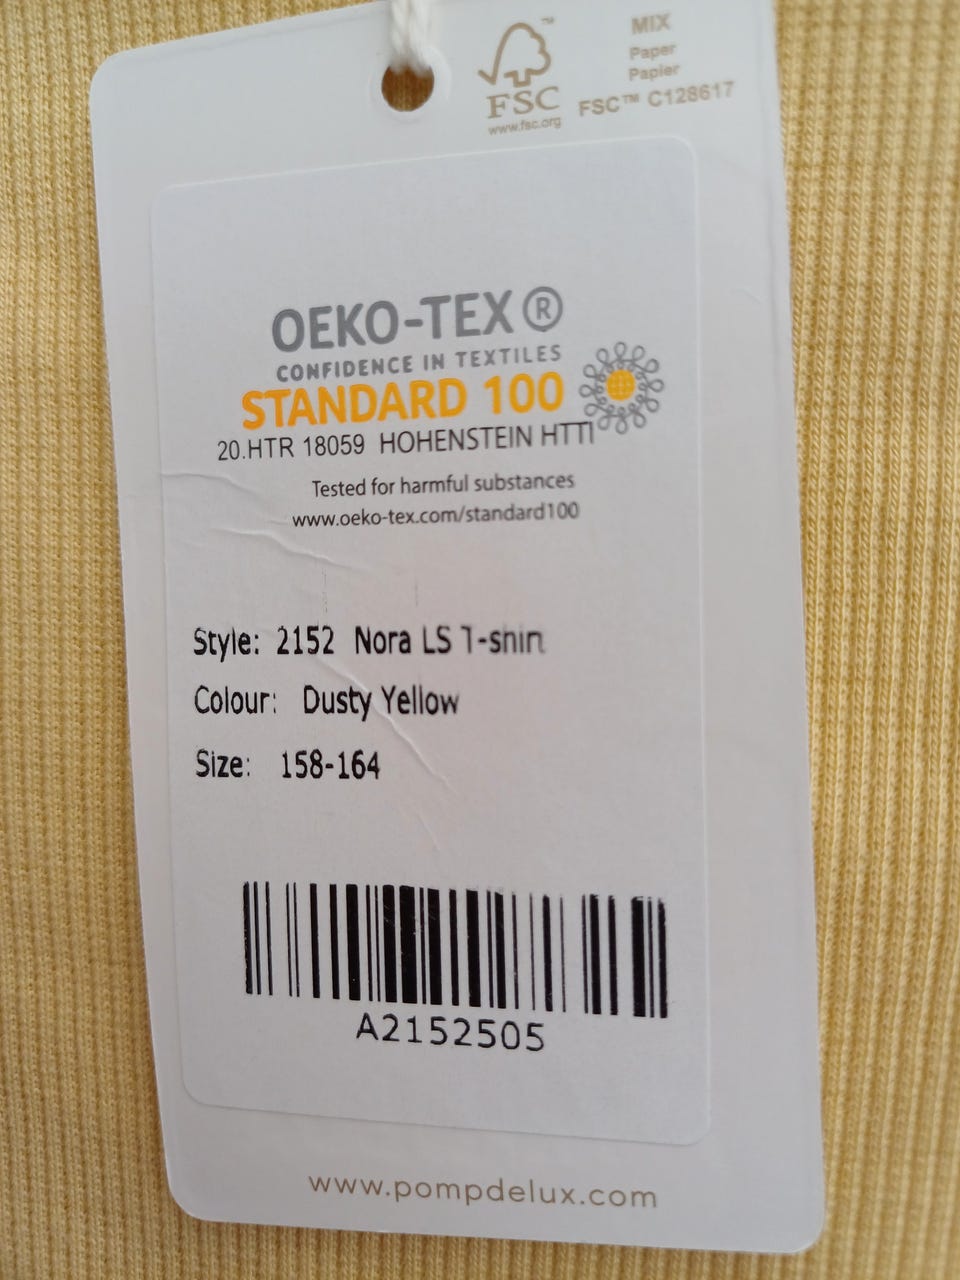 FSC™
www.fsc.org
MIX
Paper
Papier
FSC™ C128617
OEKO-TEX®
CONFIDENCE IN TEXTILES
STANDARD 100
20.HTR 18059 HOHENSTEIN HTTI
Tested for harmful substances
www.oeko-tex.com/standard100
Style: 2152 Nora LS T-shirt
Colour: Dusty Yellow
Size: 158-164
A2152505
www.pompdelux.com